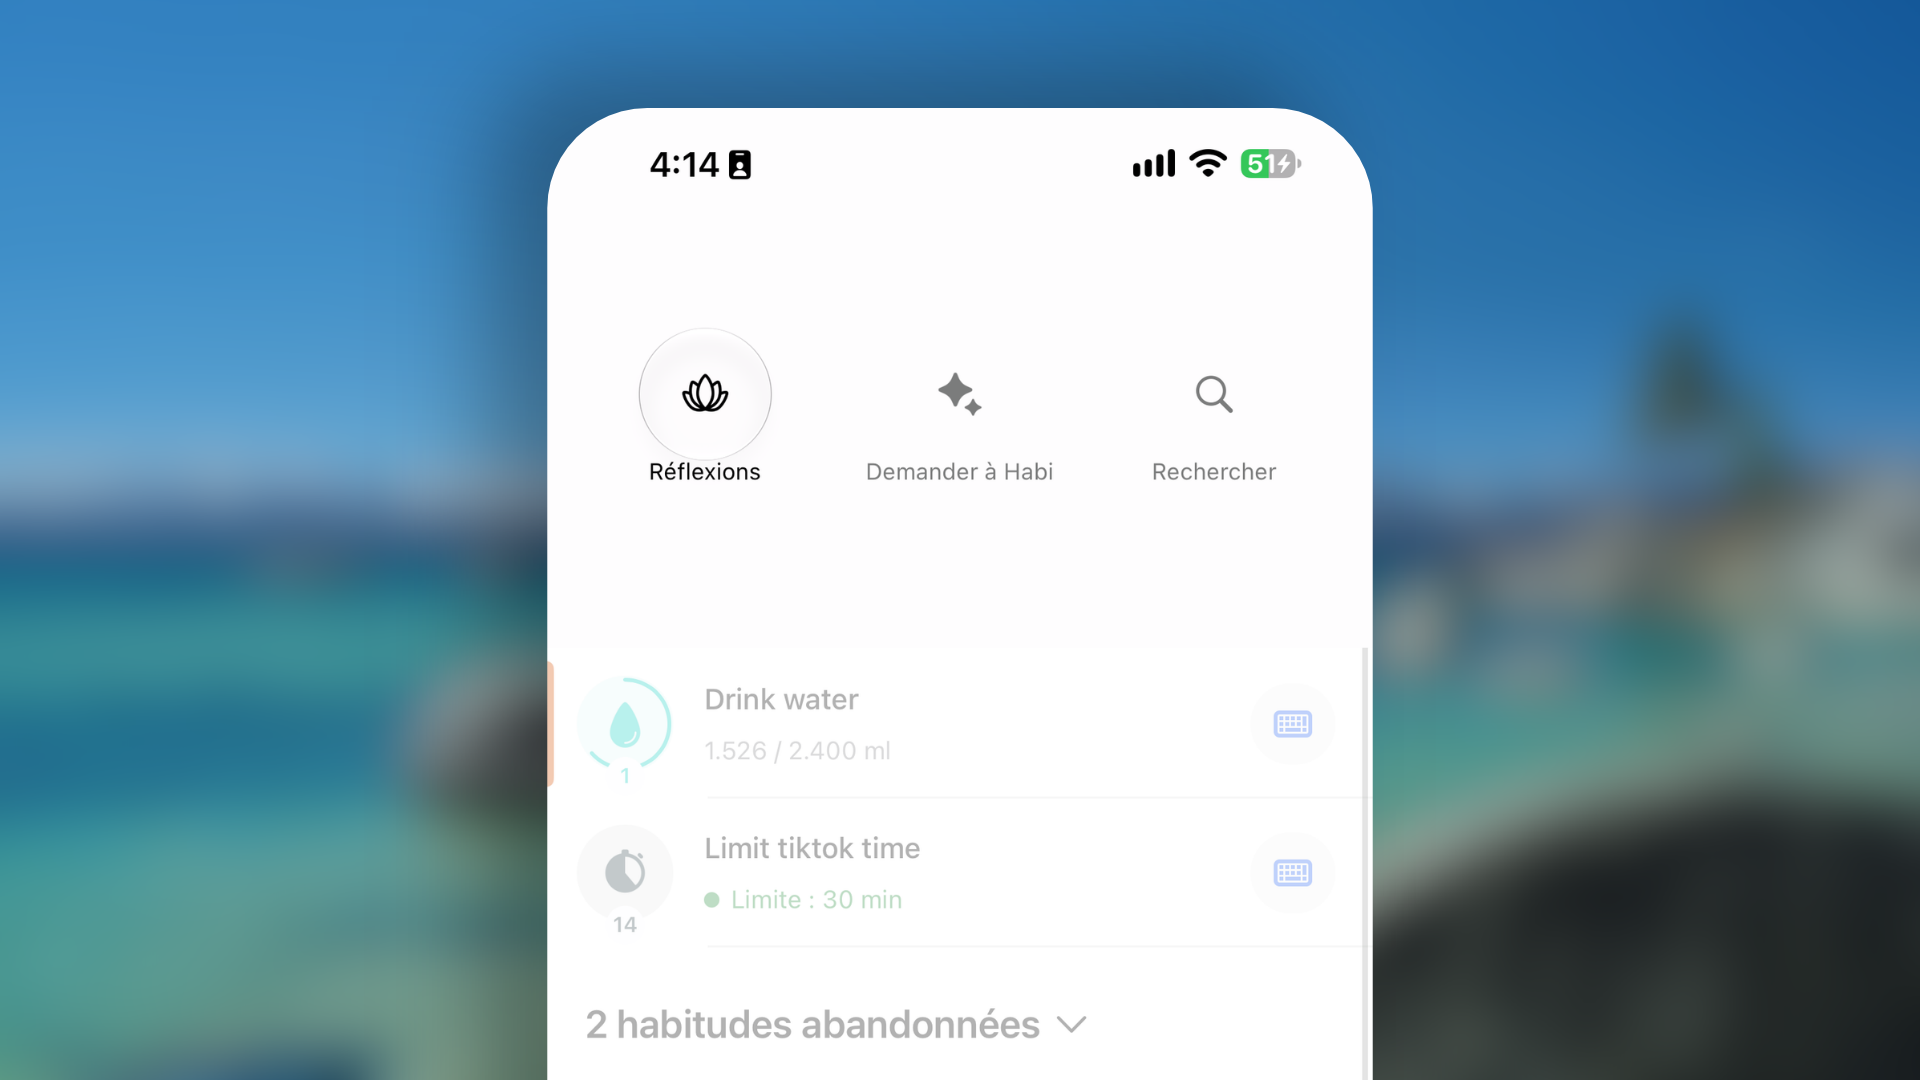 4:14
51
Réflexions
Demander à Habi
Rechercher
Drink water
1.526 / 2.400 ml
1
Limit tiktok time
Limite : 30 min
14
2 habitudes abandonnées